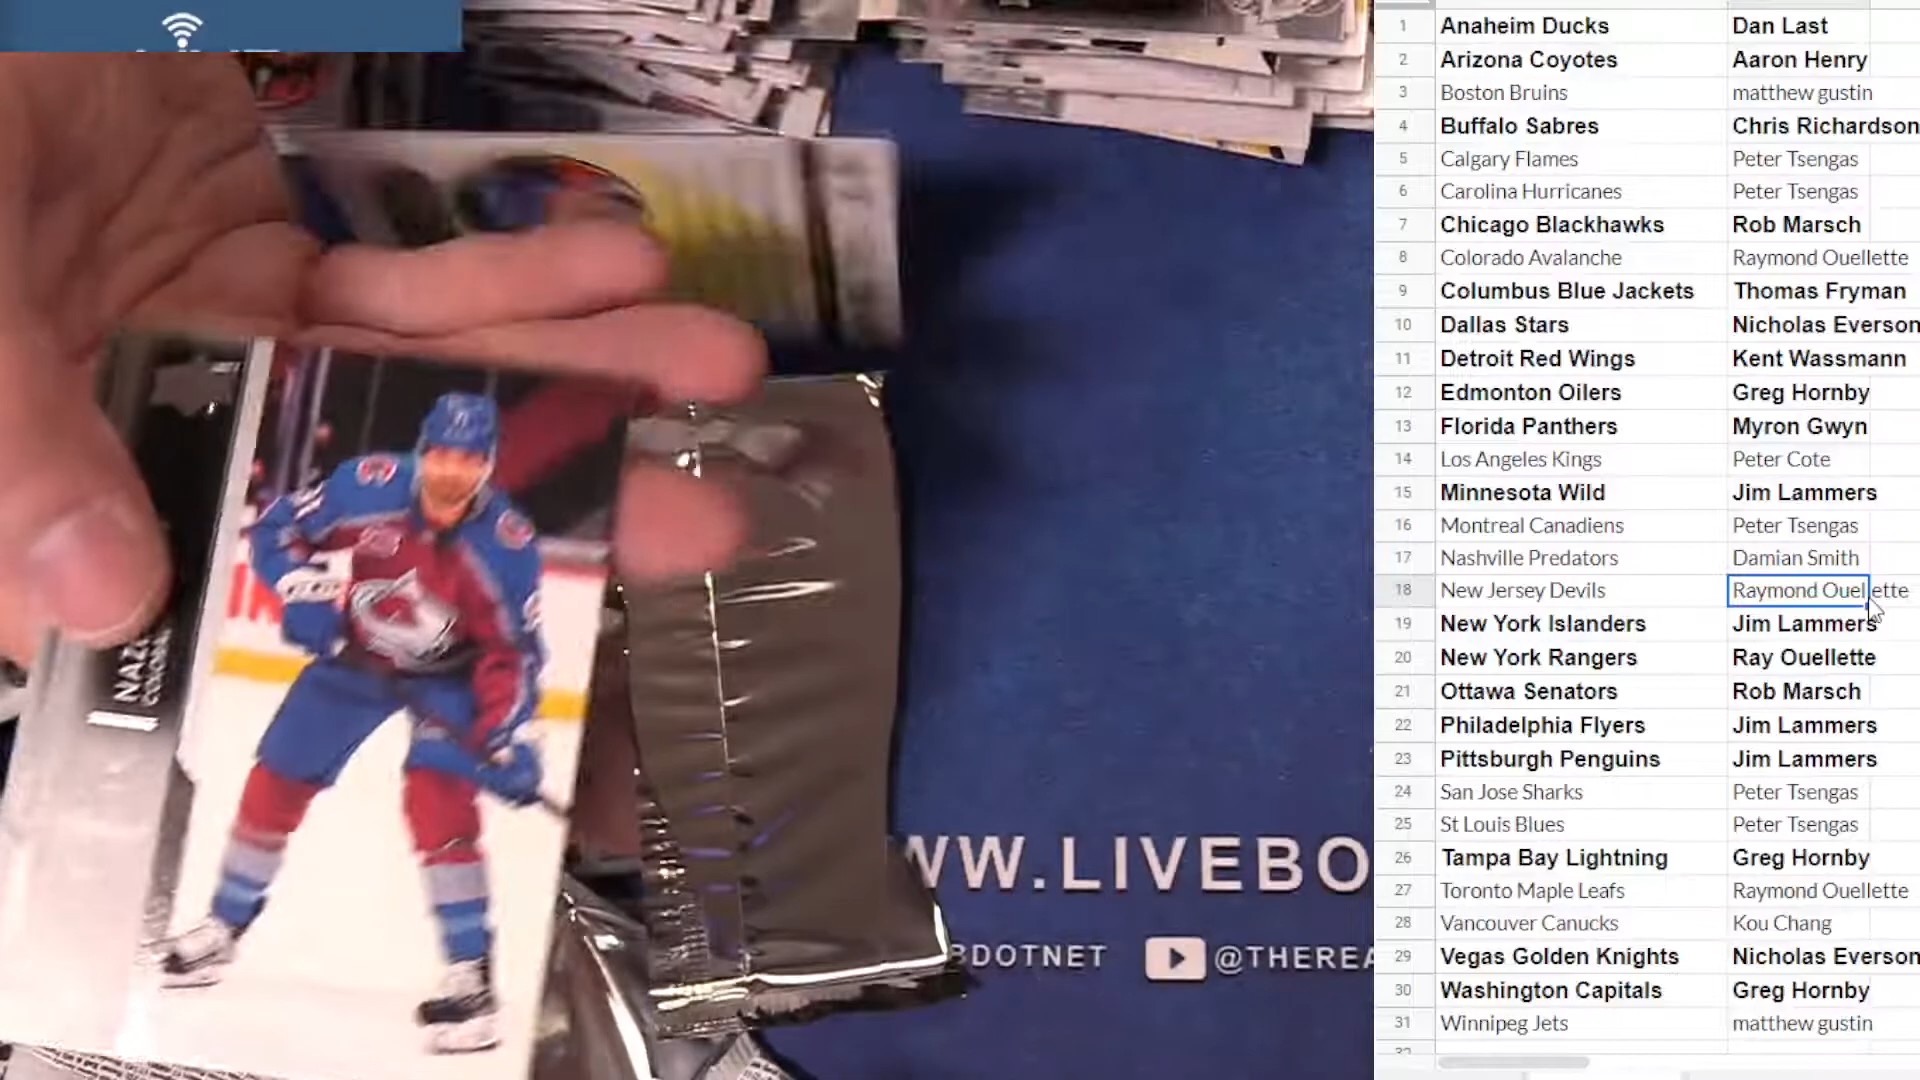 1 Anaheim Ducks Dan Last
2 Arizona Coyotes Aaron Henry
3 Boston Bruins matthew gustin
4 Buffalo Sabres Chris Richardson
5 Calgary Flames Peter Tsengas
6 Carolina Hurricanes Peter Tsengas
7 Chicago Blackhawks Rob Marsch
8 Colorado Avalanche Raymond Ouellette
9 Columbus Blue Jackets Thomas Fryman
10 Dallas Stars Nicholas Everson
11 Detroit Red Wings Kent Wassmann
12 Edmonton Oilers Greg Hornby
13 Florida Panthers Myron Gwyn
14 Los Angeles Kings Peter Cote
15 Minnesota Wild Jim Lammers
16 Montreal Canadiens Peter Tsengas
17 Nashville Predators Damian Smith
18 New Jersey Devils Raymond Ouellette
19 New York Islanders Jim Lammers
20 New York Rangers Ray Ouellette
21 Ottawa Senators Rob Marsch
22 Philadelphia Flyers Jim Lammers
23 Pittsburgh Penguins Jim Lammers
24 San Jose Sharks Peter Tsengas
25 St Louis Blues Peter Tsengas
26 Tampa Bay Lightning Greg Hornby
27 Toronto Maple Leafs Raymond Ouellette
28 Vancouver Canucks Kou Chang
29 Vegas Golden Knights Nicholas Everson
30 Washington Capitals Greg Hornby
31 Winnipeg Jets matthew gustin
WW.LIVEBO
BDOTNET @THEREA